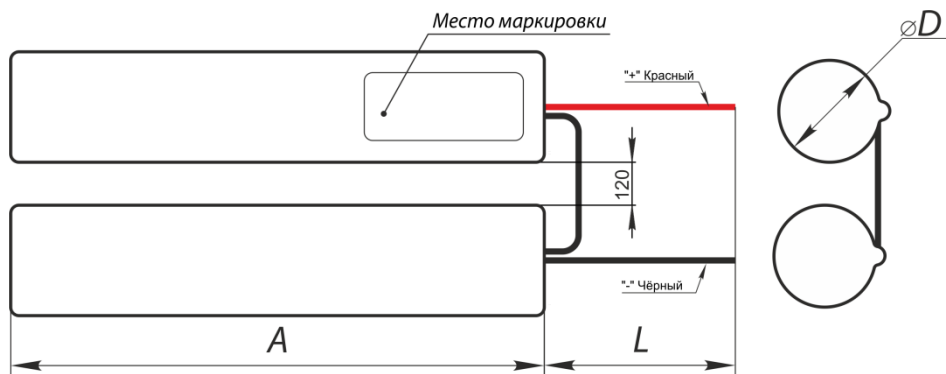 Место маркировки
⌀D
"+" Красный
120
"-" Чёрный
A
L